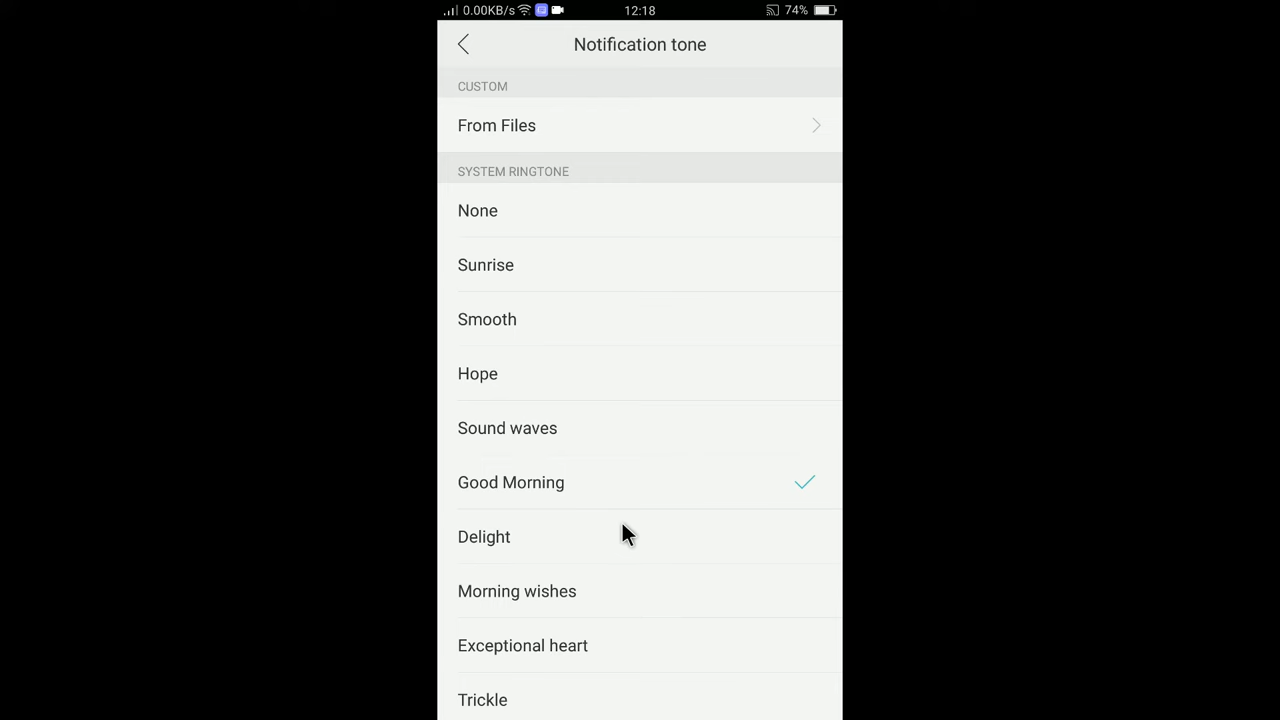 0.00KB/s 12:18 74%
Notification tone
CUSTOM
From Files
SYSTEM RINGTONE
None
Sunrise
Smooth
Hope
Sound waves
Good Morning
Delight
Morning wishes
Exceptional heart
Trickle